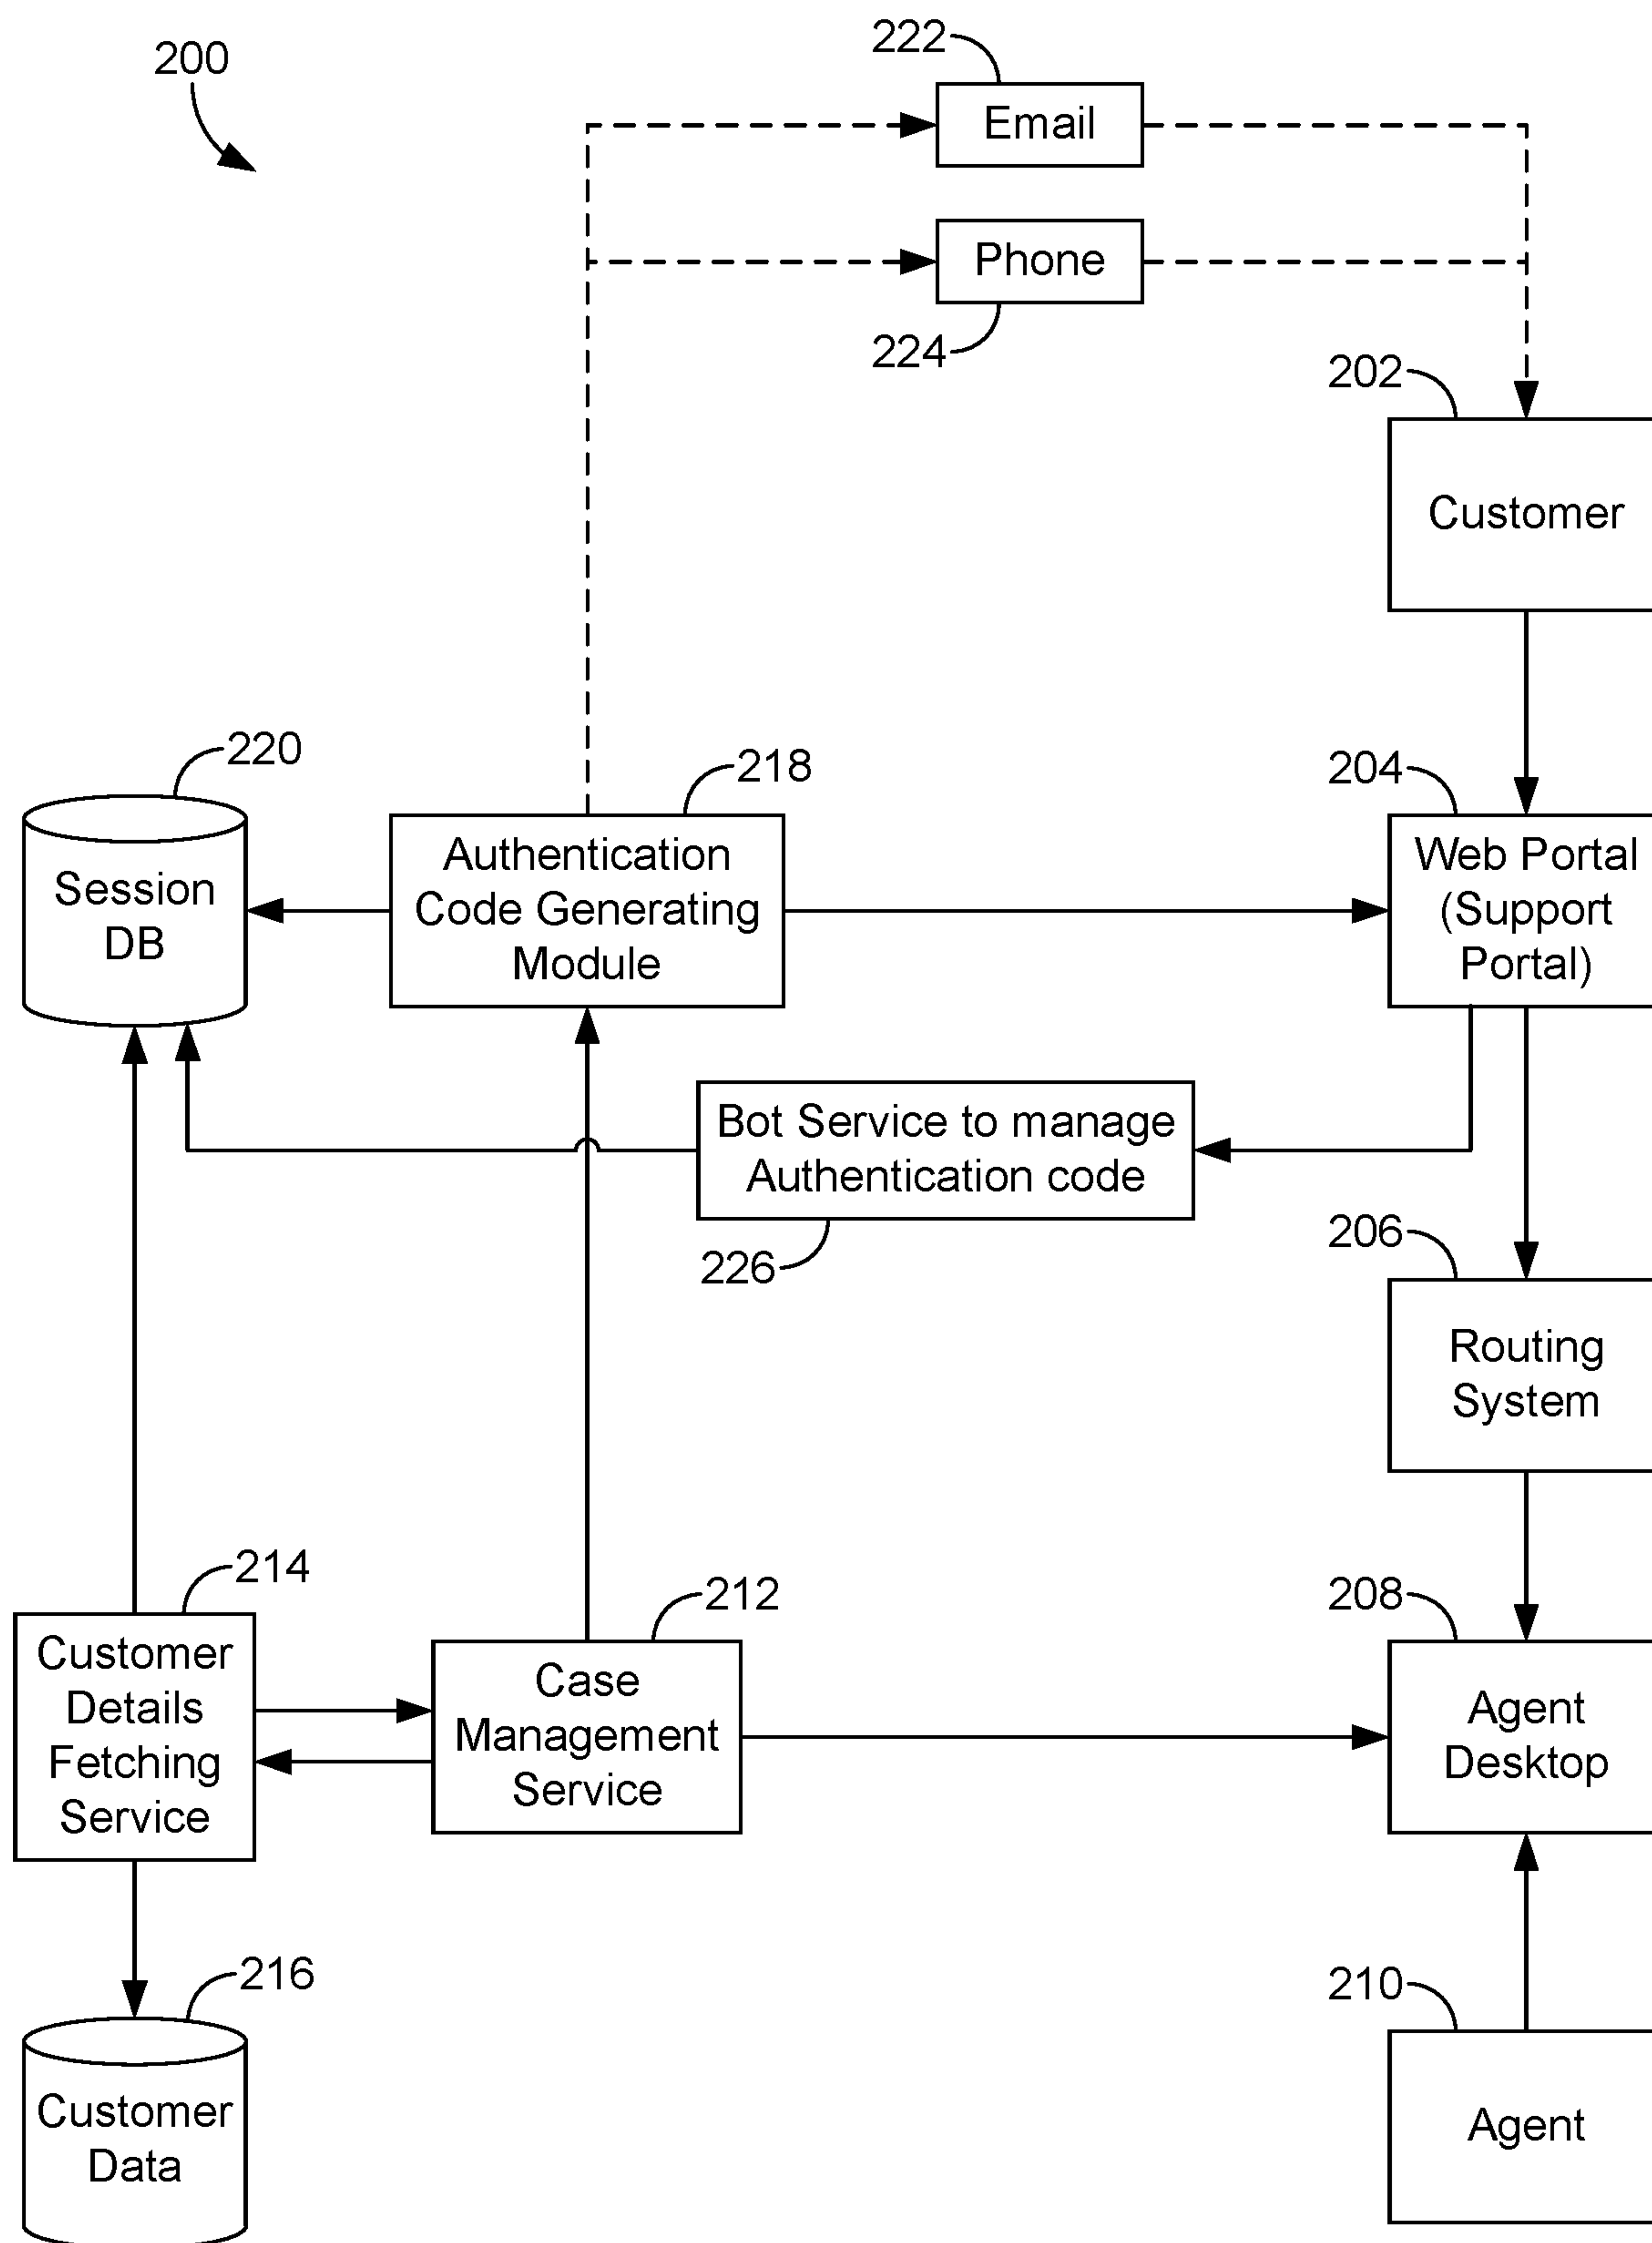 222
200
Email
Phone
224
202
Customer
220
218
204
Session
DB
Authentication
Code Generating
Module
Web Portal
(Support
Portal)
Bot Service to manage
Authentication code
226
206
Routing
System
214
212
208
Customer
Details
Fetching
Service
Case
Management
Service
Agent
Desktop
216
210
Customer
Data
Agent